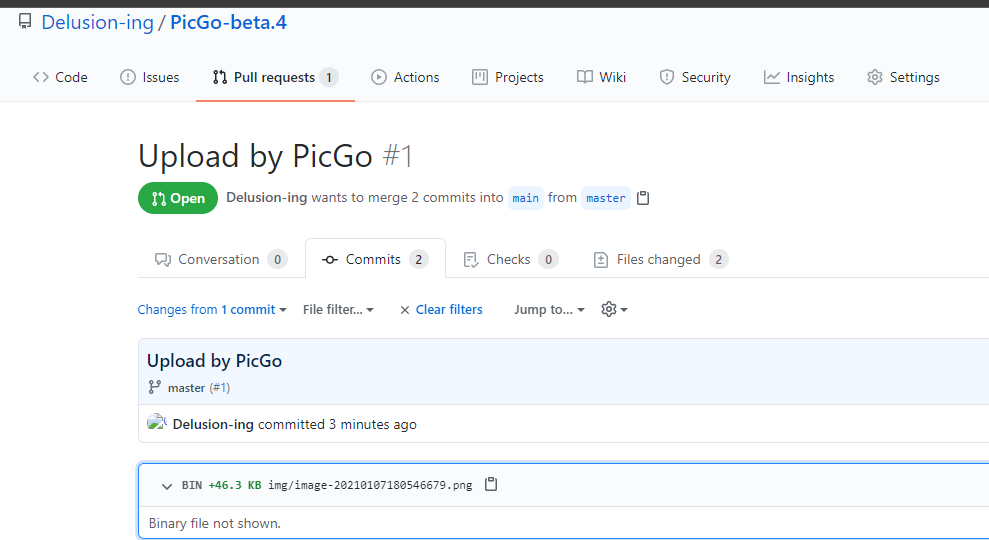 Delusion-ing / PicGo-beta.4
Code Issues Pull requests 1 Actions Projects Wiki Security Insights Settings
Upload by PicGo #1
Open Delusion-ing wants to merge 2 commits into main from master
Conversation 0 Commits 2 Checks 0 Files changed 2
Changes from 1 commit File filter... Clear filters Jump to...
Upload by PicGo
master (#1)
Delusion-ing committed 3 minutes ago
BIN +46.3 KB img/image-20210107180546679.png
Binary file not shown.